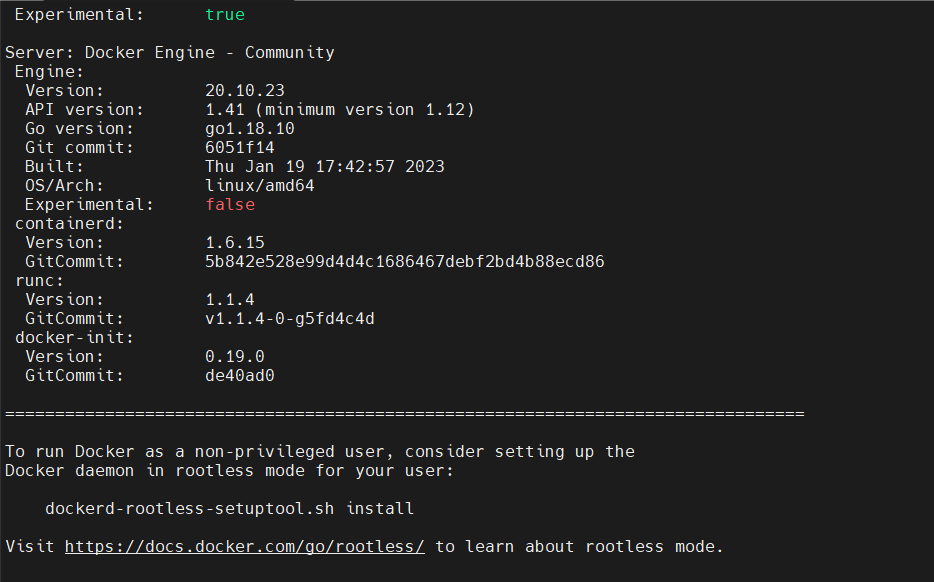 Experimental: true
Server: Docker Engine - Community
Engine:
Version: 20.10.23
API version: 1.41 (minimum version 1.12)
Go version: go1.18.10
Git commit: 6051f14
Built: Thu Jan 19 17:42:57 2023
OS/Arch: linux/amd64
Experimental: false
containerd:
Version: 1.6.15
GitCommit: 5b842e528e99d4d4c1686467debf2bd4b88ecd86
runc:
Version: 1.1.4
GitCommit: v1.1.4-0-g5fd4c4d
docker-init:
Version: 0.19.0
GitCommit: de40ad0
================================================================================
To run Docker as a non-privileged user, consider setting up the
Docker daemon in rootless mode for your user:
dockerd-rootless-setuptool.sh install
Visit https://docs.docker.com/go/rootless/ to learn about rootless mode.